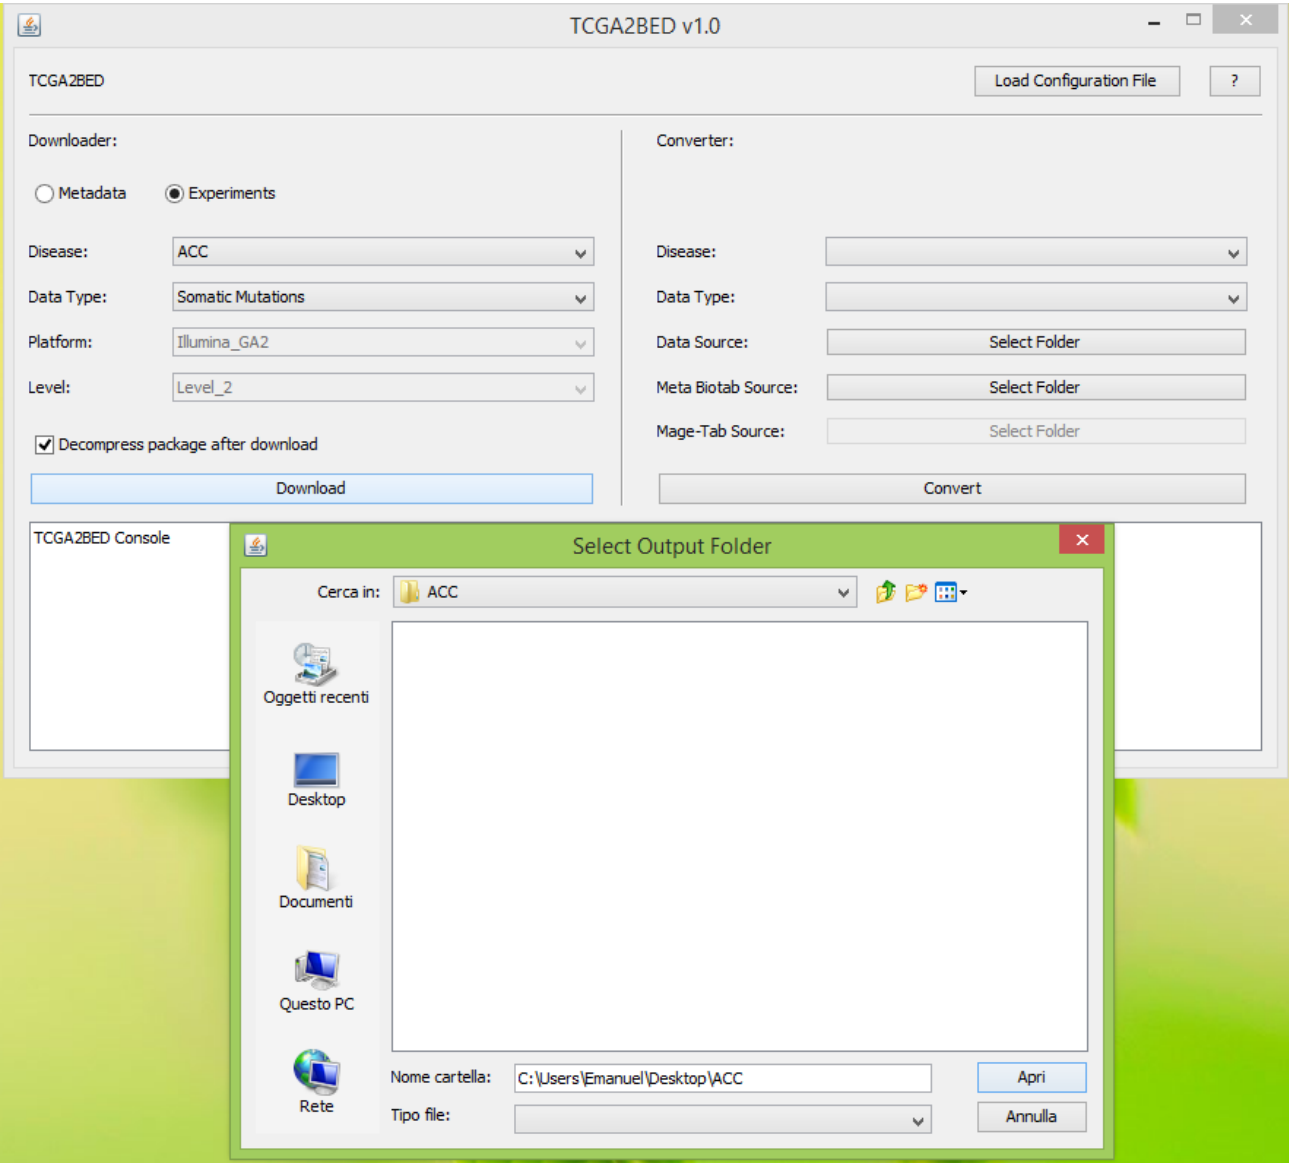 TCGA2BED v1.0
TCGA2BED
Load Configuration File
?
Downloader:
Metadata
Experiments
Disease:
ACC
Data Type:
Somatic Mutations
Platform:
Illumina_GA2
Level:
Level_2
Decompress package after download
Download
Converter:
Disease:
Data Type:
Data Source:
Select Folder
Meta Biotab Source:
Select Folder
Mage-Tab Source:
Select Folder
Convert
TCGA2BED Console
Select Output Folder
Cerca in:
ACC
Oggetti recenti
Desktop
Documenti
Questo PC
Rete
Nome cartella:
C:\Users\Emanuel\Desktop\ACC
Apri
Tipo file:
Annulla